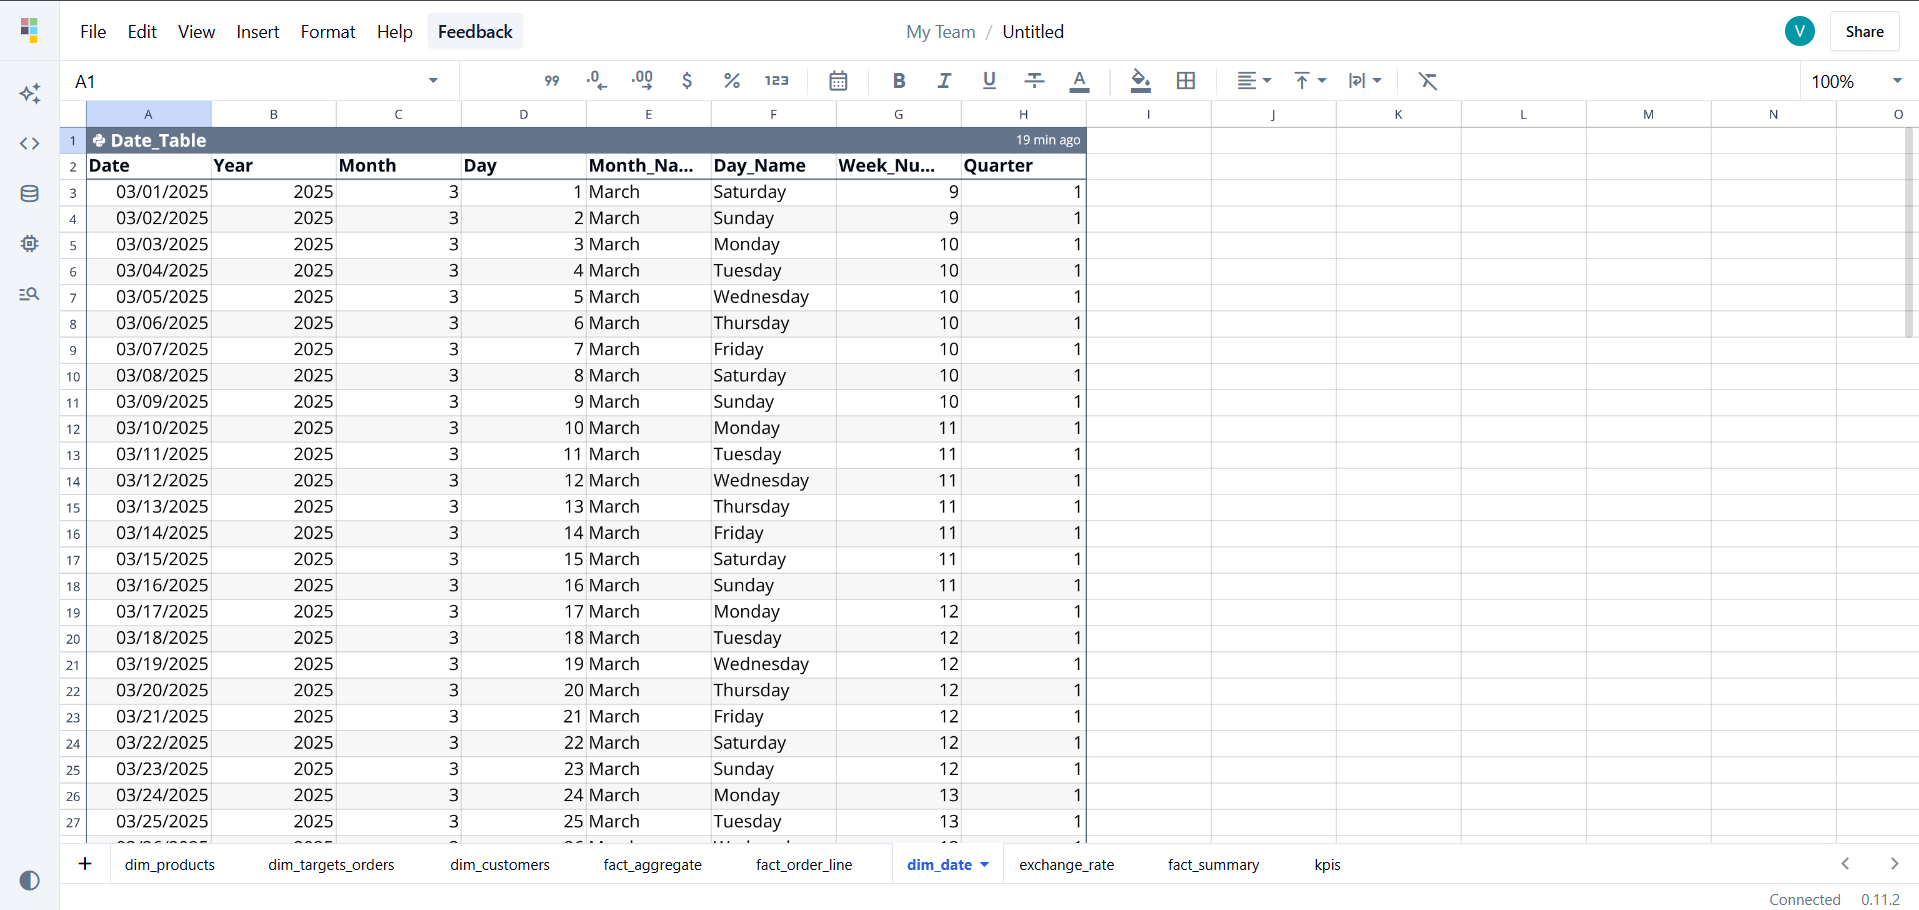 File Edit View Insert Format Help Feedback My Team / Untitled V Share
A1 99 .0 .00 $ % 123 B I U T A 100%
A B C D E F G H I J K L M N O
1 Date_Table 19 min ago
2 Date Year Month Day Month_Na... Day_Name Week_Nu... Quarter
3 03/01/2025 2025 3 1 March Saturday 9 1
4 03/02/2025 2025 3 2 March Sunday 9 1
5 03/03/2025 2025 3 3 March Monday 10 1
6 03/04/2025 2025 3 4 March Tuesday 10 1
7 03/05/2025 2025 3 5 March Wednesday 10 1
8 03/06/2025 2025 3 6 March Thursday 10 1
9 03/07/2025 2025 3 7 March Friday 10 1
10 03/08/2025 2025 3 8 March Saturday 10 1
11 03/09/2025 2025 3 9 March Sunday 10 1
12 03/10/2025 2025 3 10 March Monday 11 1
13 03/11/2025 2025 3 11 March Tuesday 11 1
14 03/12/2025 2025 3 12 March Wednesday 11 1
15 03/13/2025 2025 3 13 March Thursday 11 1
16 03/14/2025 2025 3 14 March Friday 11 1
17 03/15/2025 2025 3 15 March Saturday 11 1
18 03/16/2025 2025 3 16 March Sunday 11 1
19 03/17/2025 2025 3 17 March Monday 12 1
20 03/18/2025 2025 3 18 March Tuesday 12 1
21 03/19/2025 2025 3 19 March Wednesday 12 1
22 03/20/2025 2025 3 20 March Thursday 12 1
23 03/21/2025 2025 3 21 March Friday 12 1
24 03/22/2025 2025 3 22 March Saturday 12 1
25 03/23/2025 2025 3 23 March Sunday 12 1
26 03/24/2025 2025 3 24 March Monday 13 1
27 03/25/2025 2025 3 25 March Tuesday 13 1
+ dim_products dim_targets_orders dim_customers fact_aggregate fact_order_line dim_date exchange_rate fact_summary kpis
Connected 0.11.2